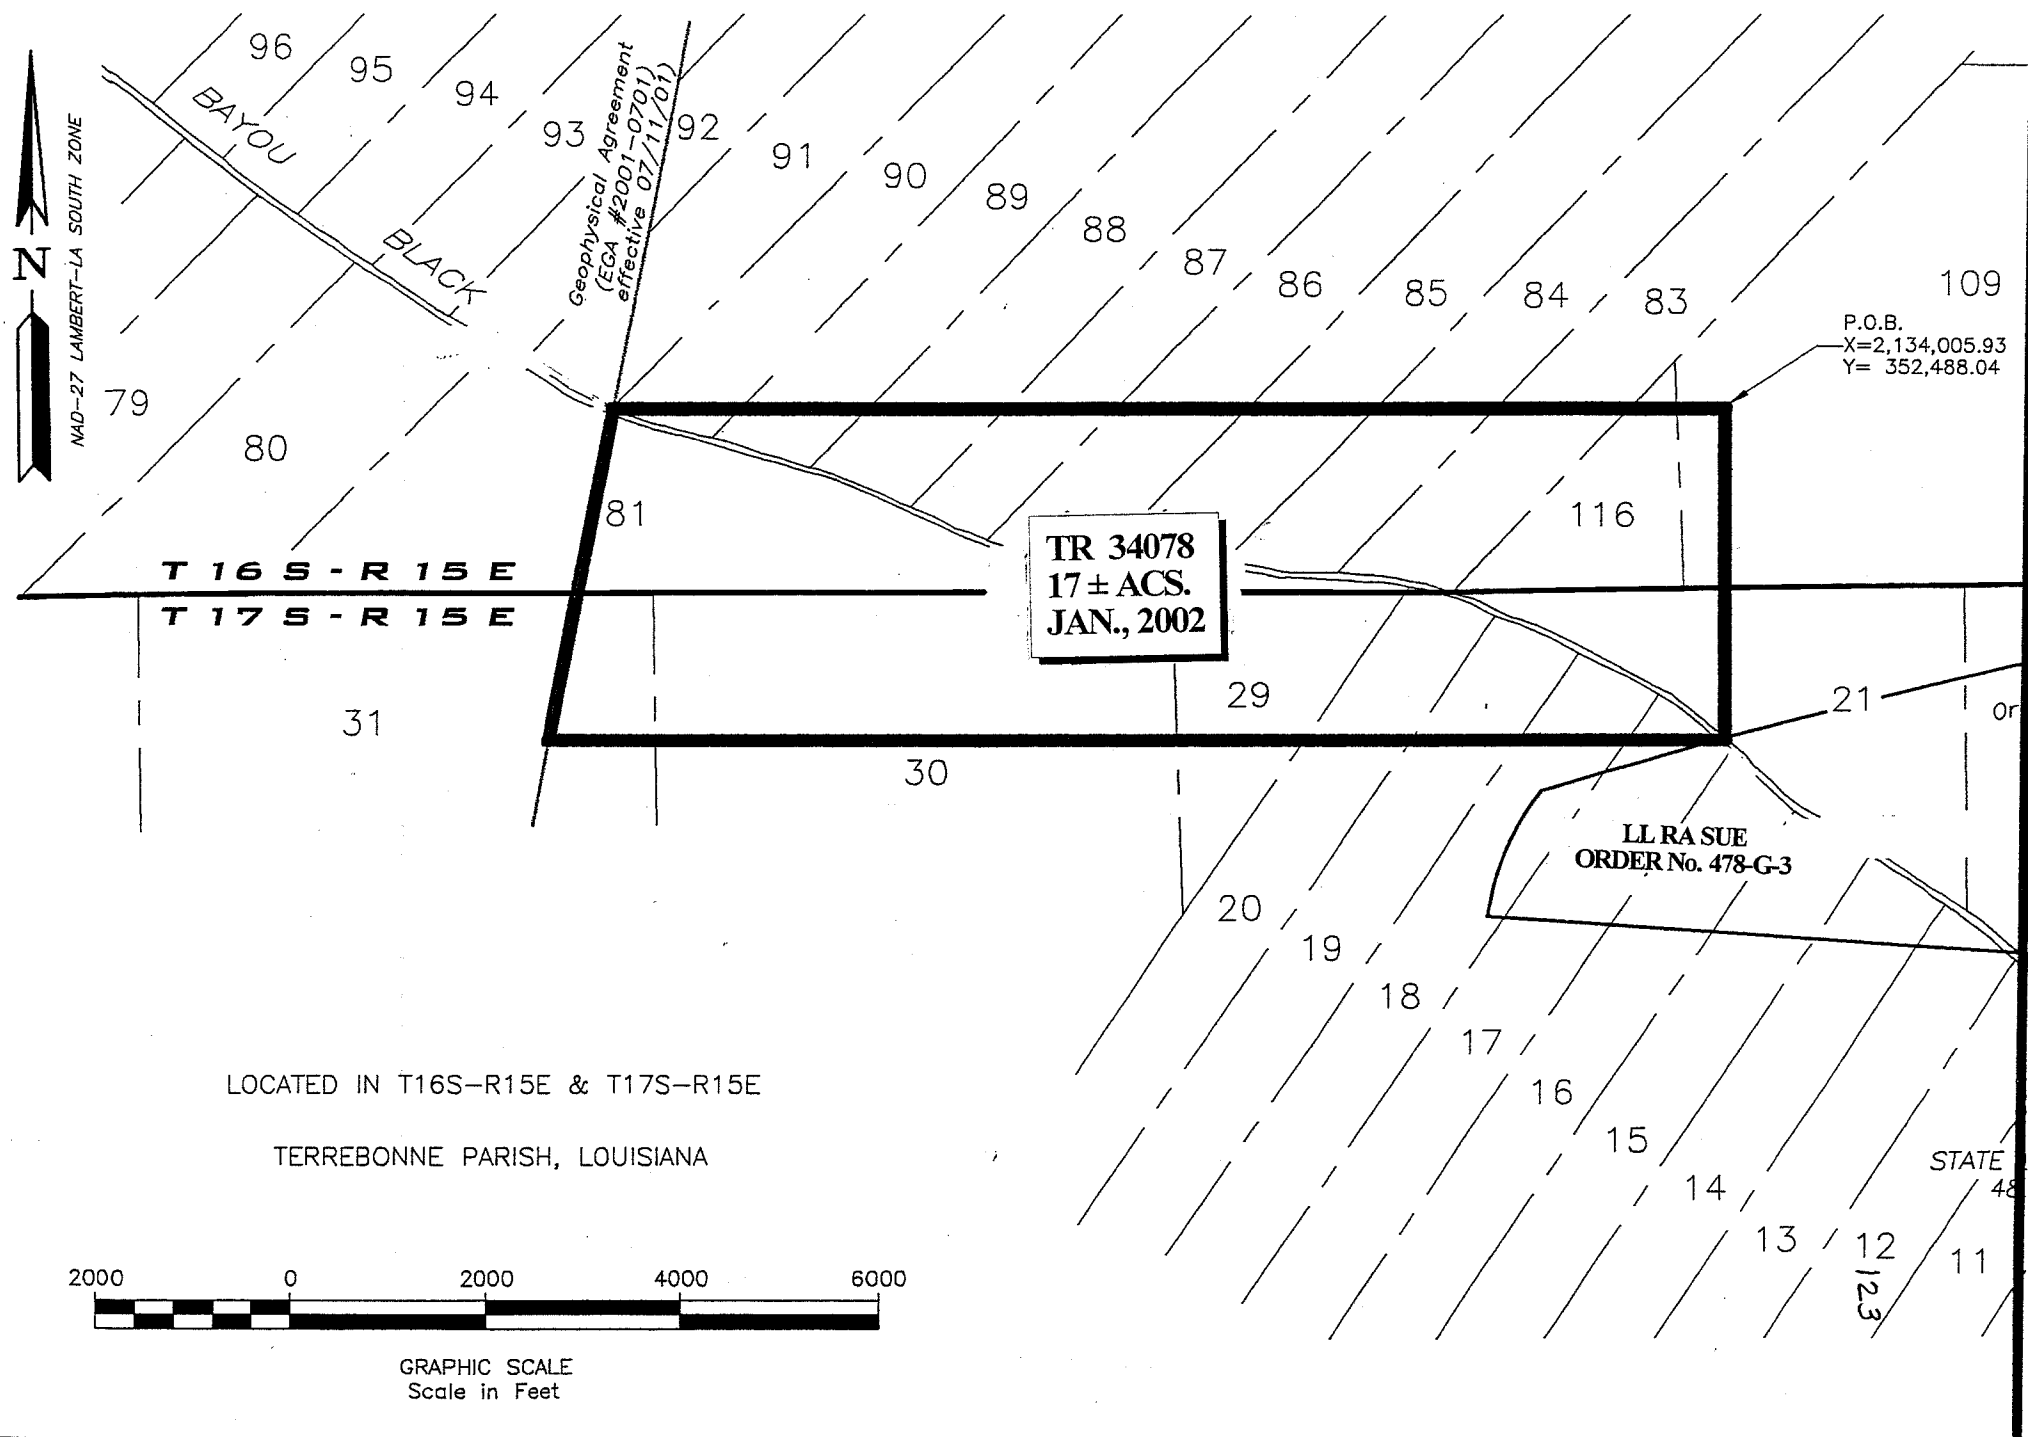 96
95
94
93
92
91
90
89
88
87
86
85
84
83
109
BAYOU
BLACK
Geophysical Agreement
(EGA #2001-0701)
effective 07/11/01)
N
NAD-27 LAMBERT-LA SOUTH ZONE
P.O.B.
X=2,134,005.93
Y= 352,488.04
79
80
81
116
TR 34078
17 ± ACS.
JAN., 2002
T 16 S - R 15 E
T 17 S - R 15 E
31
30
29
21
or
LL RA SUE
ORDER No. 478-G-3
20
19
18
17
16
15
14
13
12
11
123
STATE
48
LOCATED IN T16S-R15E & T17S-R15E
TERREBONNE PARISH, LOUISIANA
2000 0 2000 4000 6000
GRAPHIC SCALE
Scale in Feet